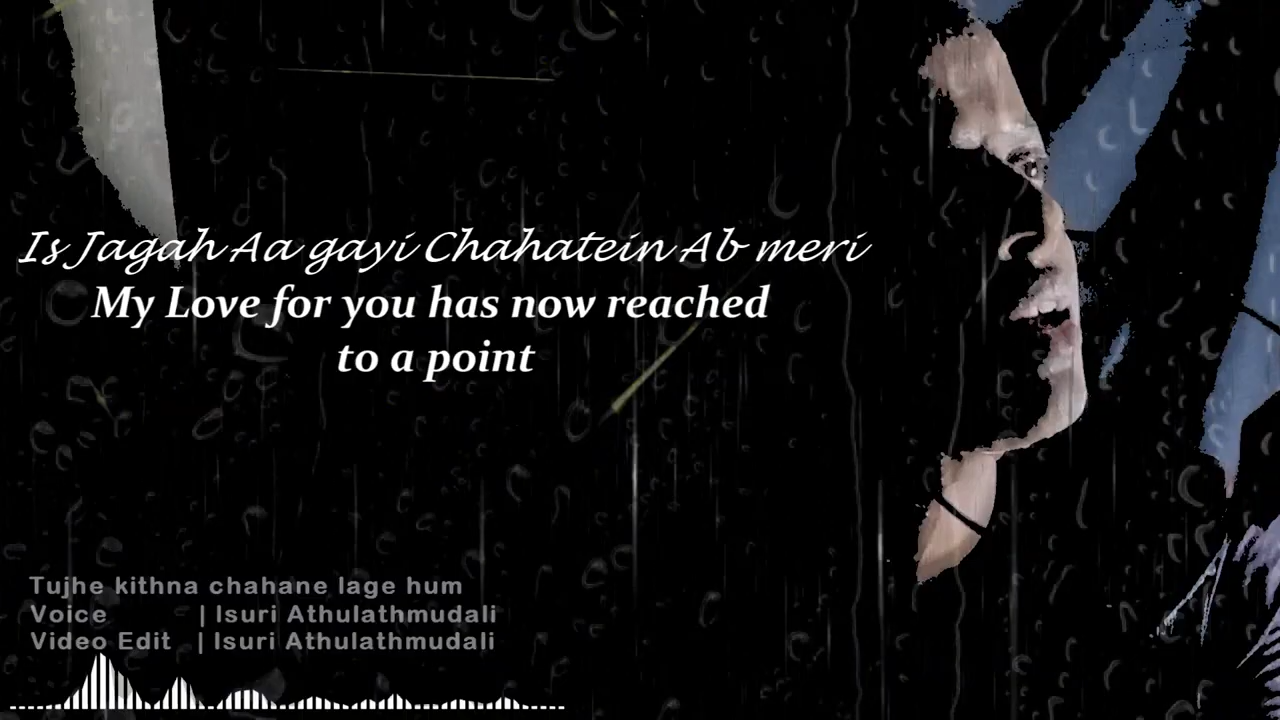 Is Jagah Aa gayi Chahatein Ab meri
My Love for you has now reached
to a point
Tujhe kithna chahane lage hum
Voice | Isuri Athulathmudali
Video Edit | Isuri Athulathmudali